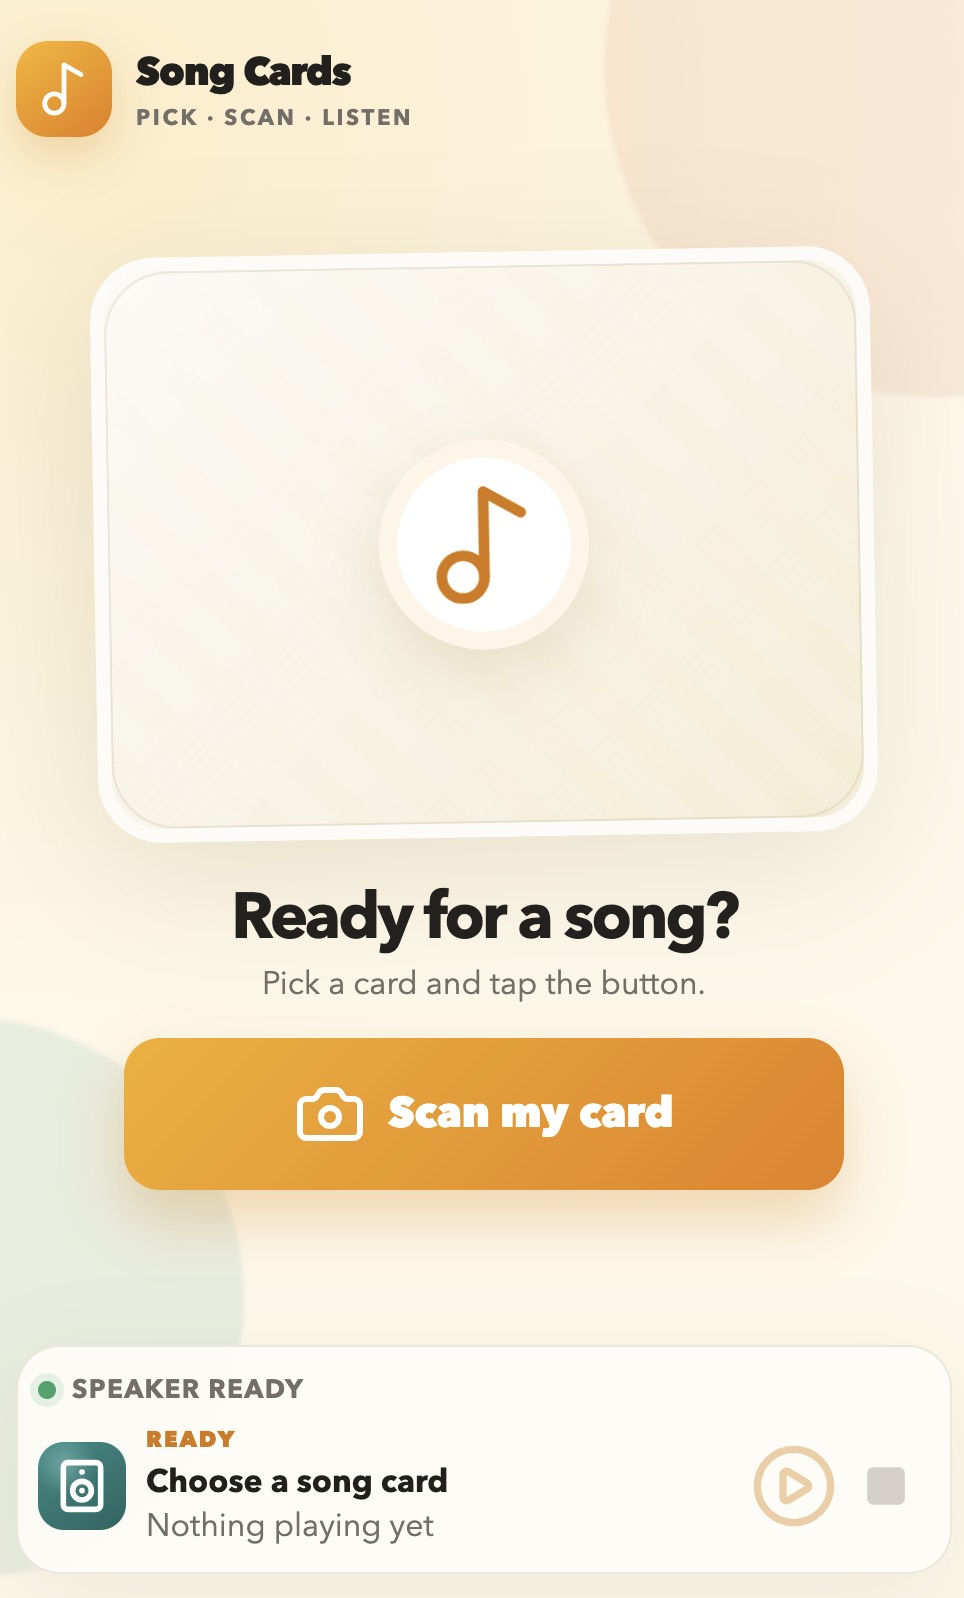 Song Cards
PICK · SCAN · LISTEN
Ready for a song?
Pick a card and tap the button.
Scan my card
SPEAKER READY
READY
Choose a song card
Nothing playing yet